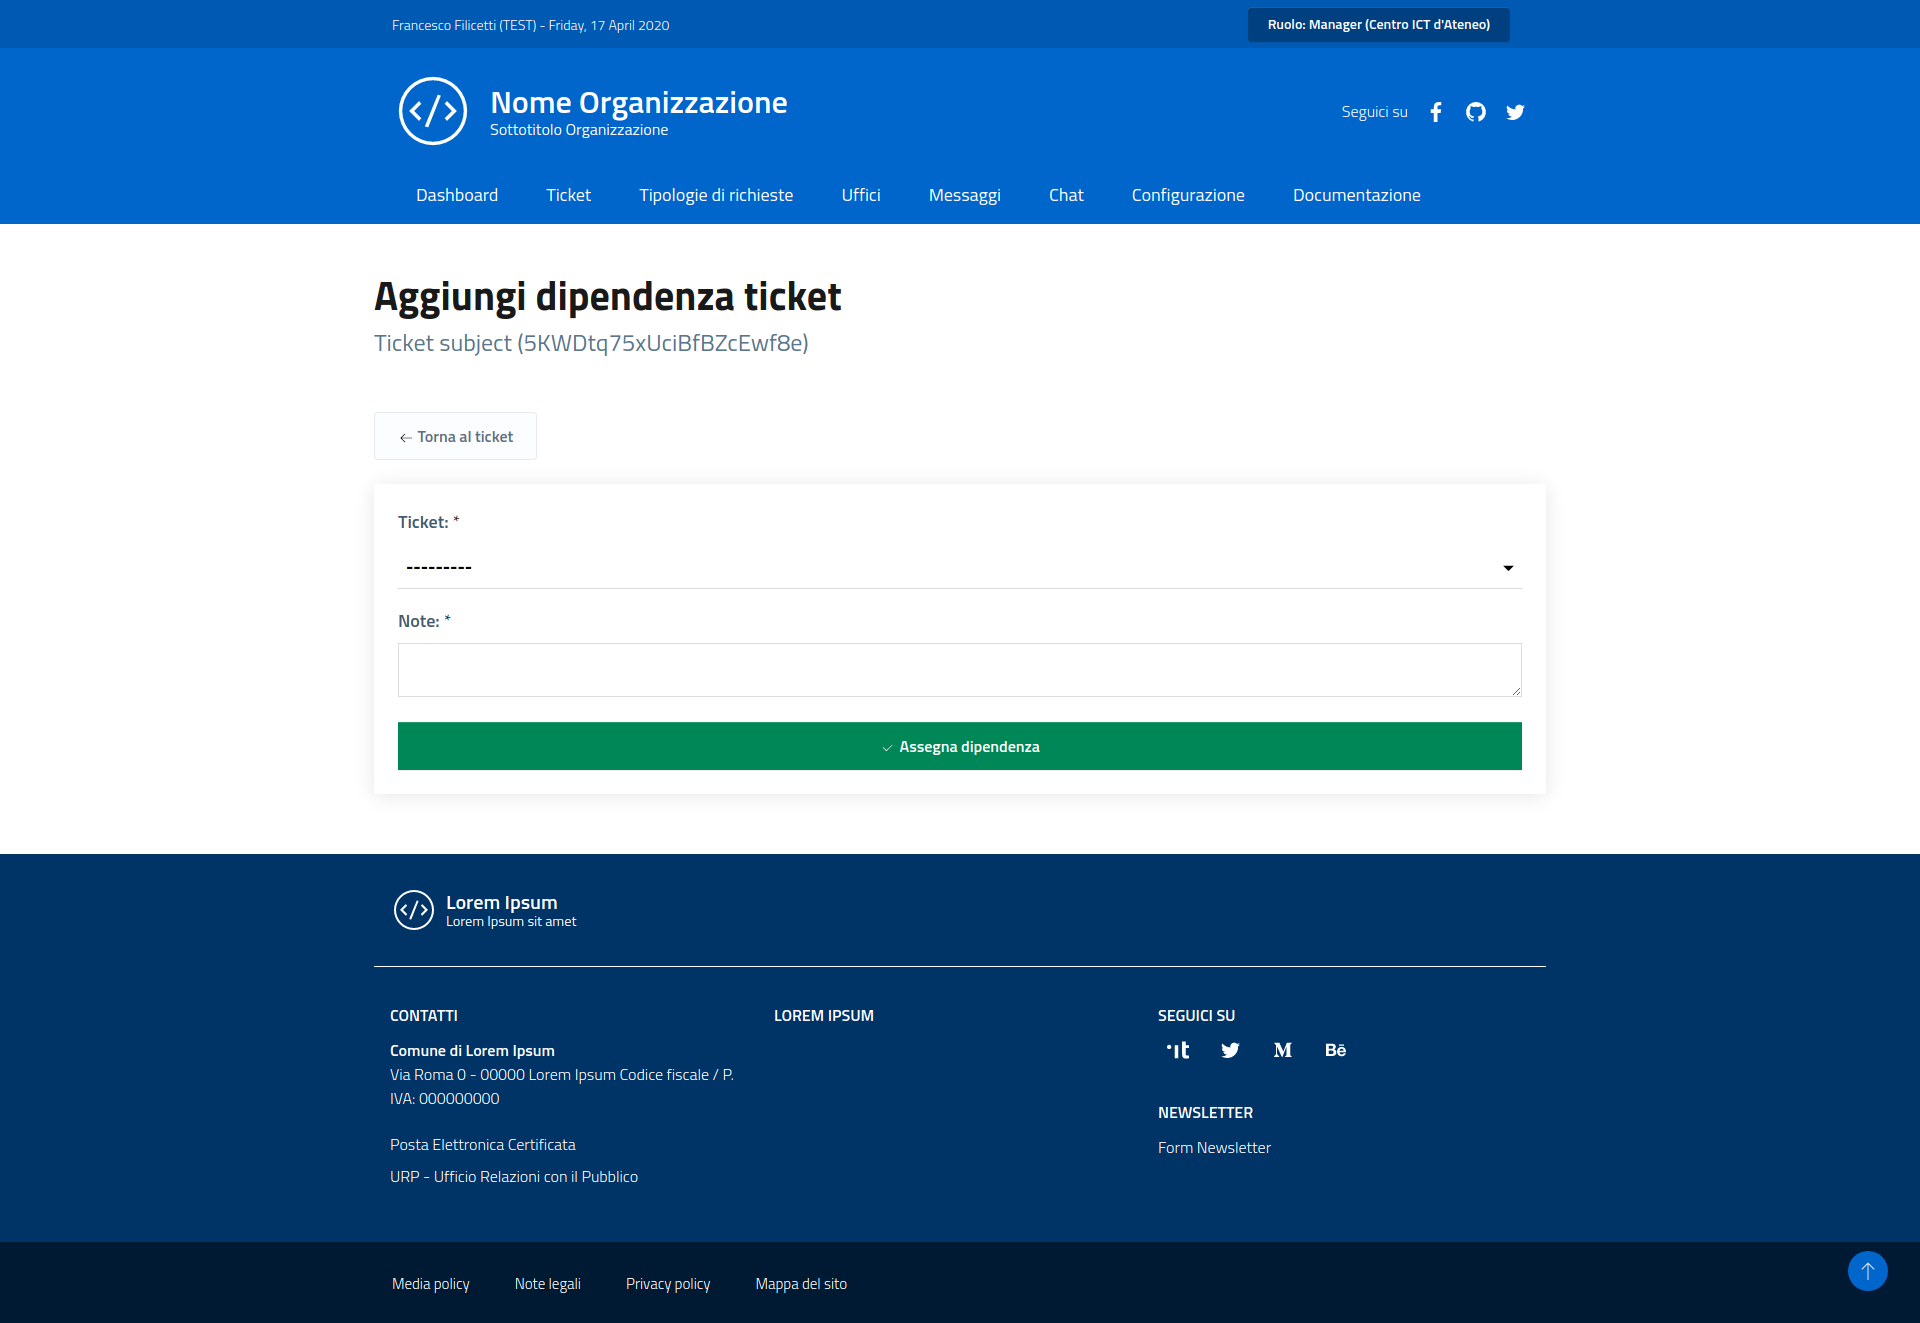 Francesco Filicetti (TEST) - Friday, 17 April 2020
Ruolo: Manager (Centro ICT d'Ateneo)
Nome Organizzazione
Sottotitolo Organizzazione
Seguici su
Dashboard
Ticket
Tipologie di richieste
Uffici
Messaggi
Chat
Configurazione
Documentazione
Aggiungi dipendenza ticket
Ticket subject (5KWDtq75xUciBfBZcEwf8e)
Torna al ticket
Ticket: *
---------
Note: *
Assegna dipendenza
Lorem Ipsum
Lorem Ipsum sit amet
CONTATTI
Comune di Lorem Ipsum
Via Roma 0 - 00000 Lorem Ipsum Codice fiscale / P.
IVA: 000000000
Posta Elettronica Certificata
URP - Ufficio Relazioni con il Pubblico
LOREM IPSUM
SEGUICI SU
NEWSLETTER
Form Newsletter
Media policy
Note legali
Privacy policy
Mappa del sito